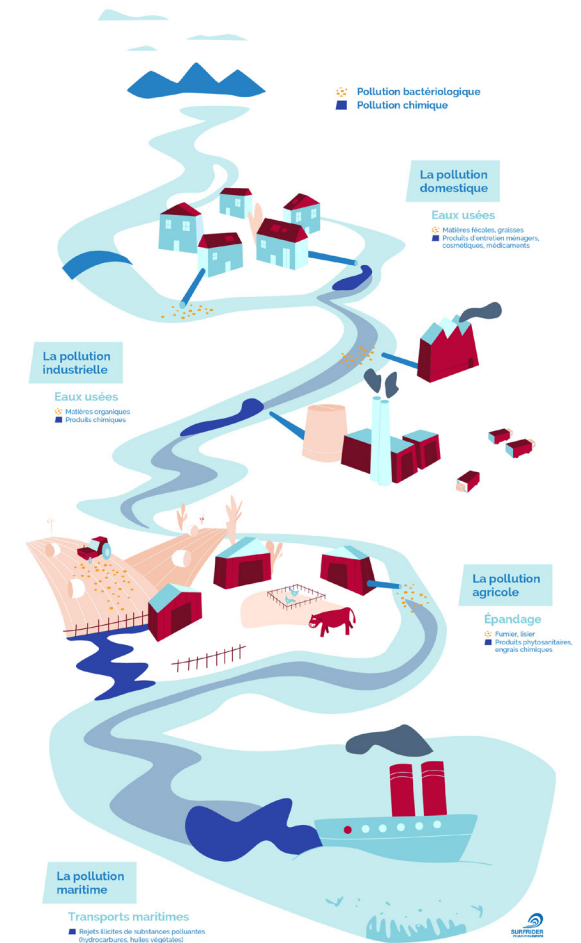 Pollution bactériologique
Pollution chimique
La pollution
domestique
Eaux usées
Matières fécales, graisses
Produits d'entretien ménagers,
cosmétiques, médicaments
La pollution
industrielle
Eaux usées
Matières organiques
Produits chimiques
La pollution
agricole
Épandage
Fumier, lisier
Produits phytosanitaires,
engrais chimiques
La pollution
maritime
Transports maritimes
Rejets illicites de substances polluantes
(hydrocarbures, huiles végétales)
SURFRIDER